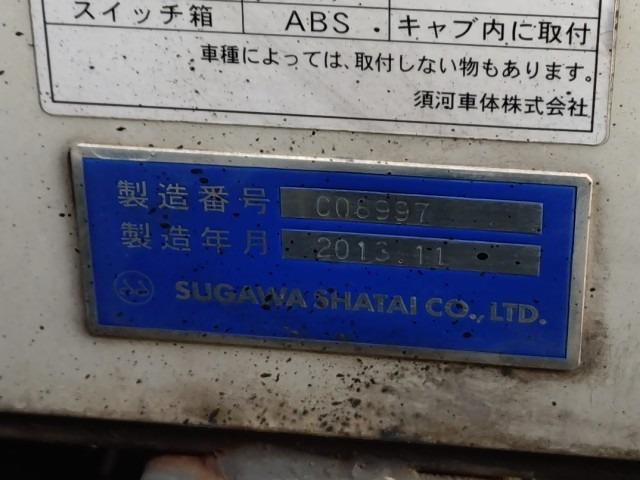 スイッチ箱 ABS キャブ内に取付
車種によっては、取付しない物もあります。
須河車体株式会社
製造番号 C08997
製造年月 2013.11
SUGAWA SHATAI CO., LTD.